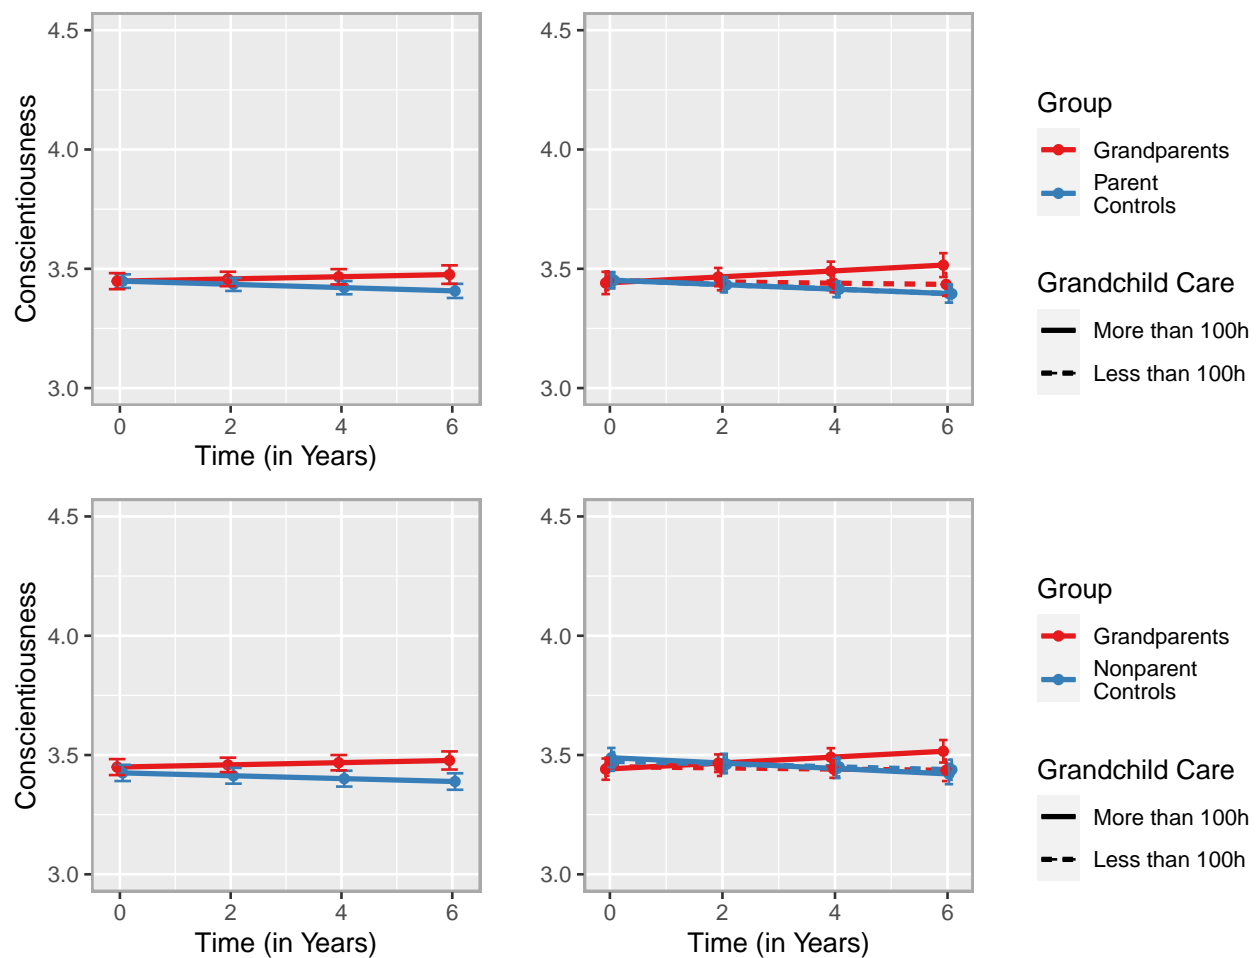 Conscientiousness
4.5
4.0
3.5
3.0
0 2 4 6
Time (in Years)
4.5
4.0
3.5
3.0
0 2 4 6
Group
Grandparents
Parent
Controls
Grandchild Care
More than 100h
Less than 100h
Conscientiousness
4.5
4.0
3.5
3.0
0 2 4 6
Time (in Years)
4.5
4.0
3.5
3.0
0 2 4 6
Time (in Years)
Group
Grandparents
Nonparent
Controls
Grandchild Care
More than 100h
Less than 100h